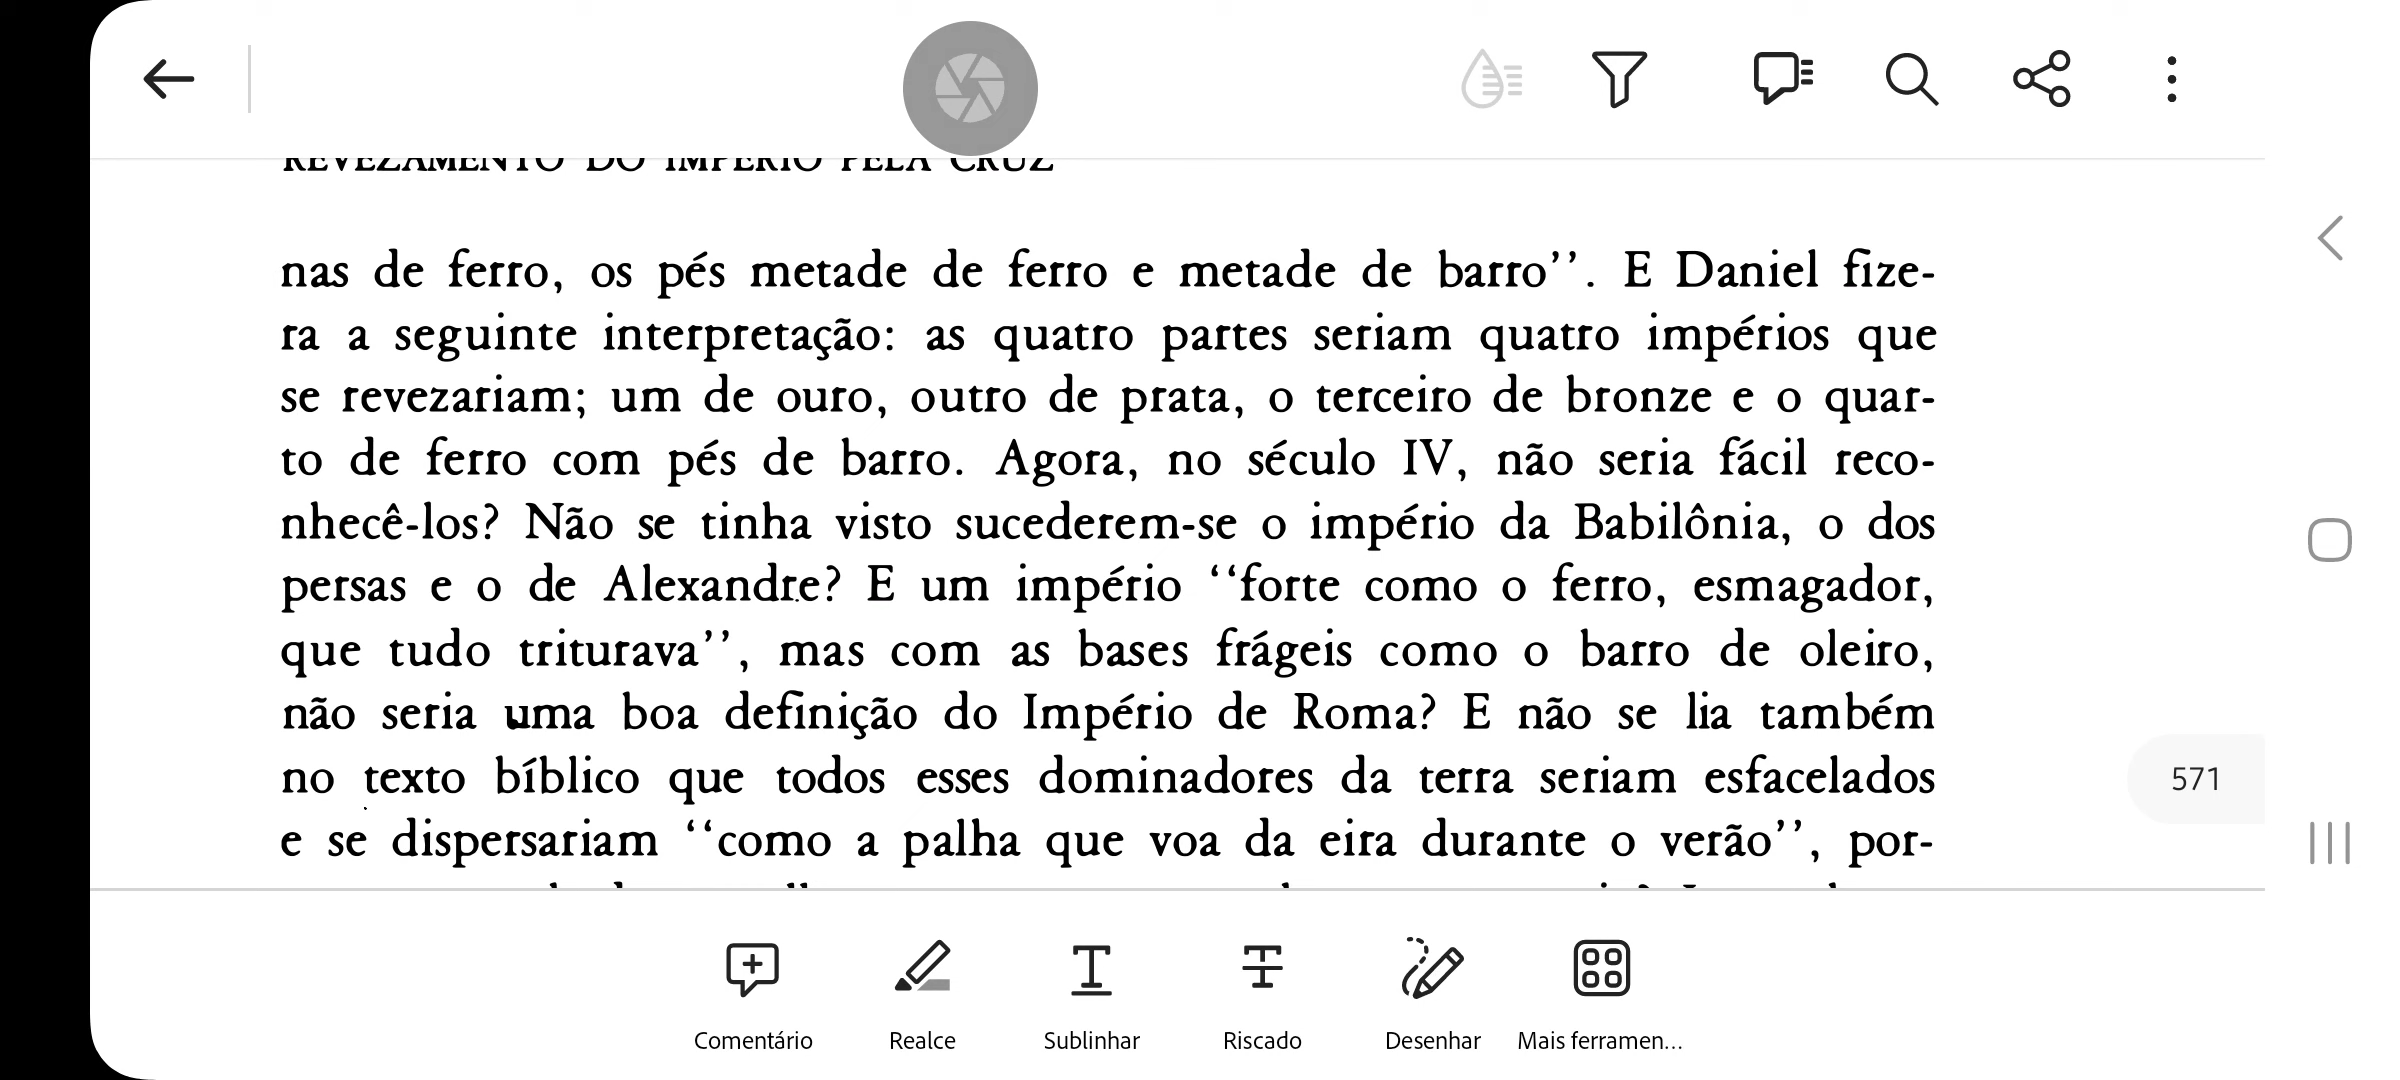 REVEZAMENTO DO IMPÉRIO PELA CRUZ
nas de ferro, os pés metade de ferro e metade de barro’’. E Daniel fize-
ra a seguinte interpretação: as quatro partes seriam quatro impérios que
se revezariam; um de ouro, outro de prata, o terceiro de bronze e o quar-
to de ferro com pés de barro. Agora, no século IV, não seria fácil reco-
nhecê-los? Não se tinha visto sucederem-se o império da Babilônia, o dos
persas e o de Alexandre? E um império ‘‘forte como o ferro, esmagador,
que tudo triturava’’, mas com as bases frágeis como o barro de oleiro,
não seria uma boa definição do Império de Roma? E não se lia também
no texto bíblico que todos esses dominadores da terra seriam esfacelados
e se dispersariam ‘‘como a palha que voa da eira durante o verão’’, por-
571
Comentário
Realce
Sublinhar
Riscado
Desenhar
Mais ferramen...